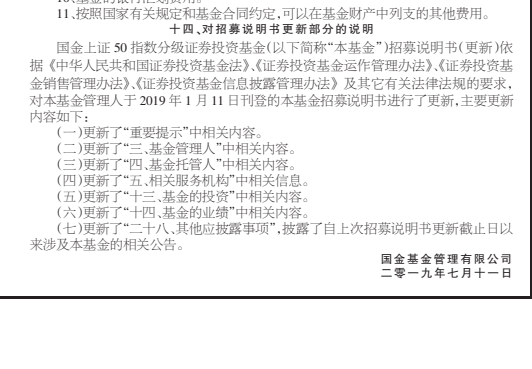 11、按照国家有关规定和基金合同约定,可以在基金财产中列支的其他费用。
十四、对招募说明书更新部分的说明
国金上证 50 指数分级证券投资基金(以下简称“本基金”)招募说明书(更新)依
据《中华人民共和国证券投资基金法》、《证券投资基金运作管理办法》、《证券投资基
金销售管理办法》、《证券投资基金信息披露管理办法》及其它有关法律法规的要求,
对本基金管理人于 2019 年 1 月 11 日刊登的本基金招募说明书进行了更新,主要更新
内容如下:
(一)更新了“重要提示”中相关内容。
(二)更新了“三、基金管理人”中相关内容。
(三)更新了“四、基金托管人”中相关内容。
(四)更新了“五、相关服务机构”中相关信息。
(五)更新了“十三、基金的投资”中相关内容。
(六)更新了“十四、基金的业绩”中相关内容。
(七)更新了“二十八、其他应披露事项”,披露了自上次招募说明书更新截止日以
来涉及本基金的相关公告。
国金基金管理有限公司
二零一九年七月十一日